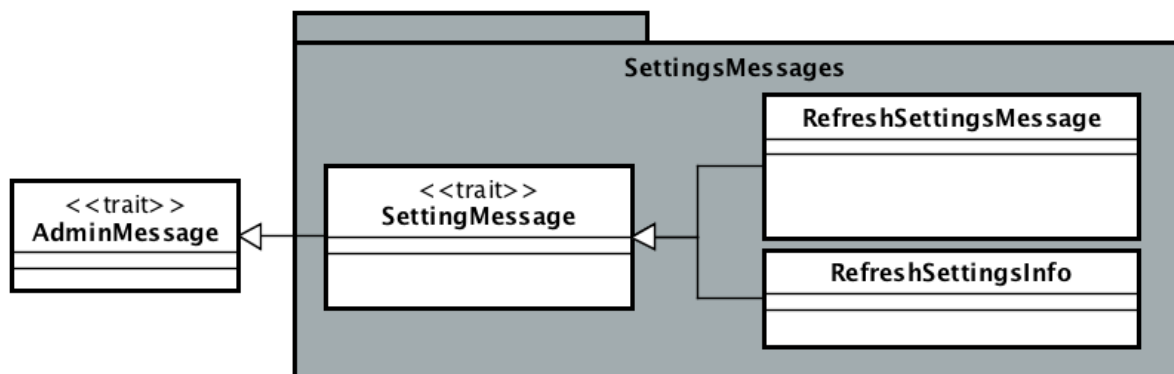 SettingsMessages
RefreshSettingsMessage
<<trait>>
AdminMessage
<<trait>>
SettingMessage
RefreshSettingsInfo